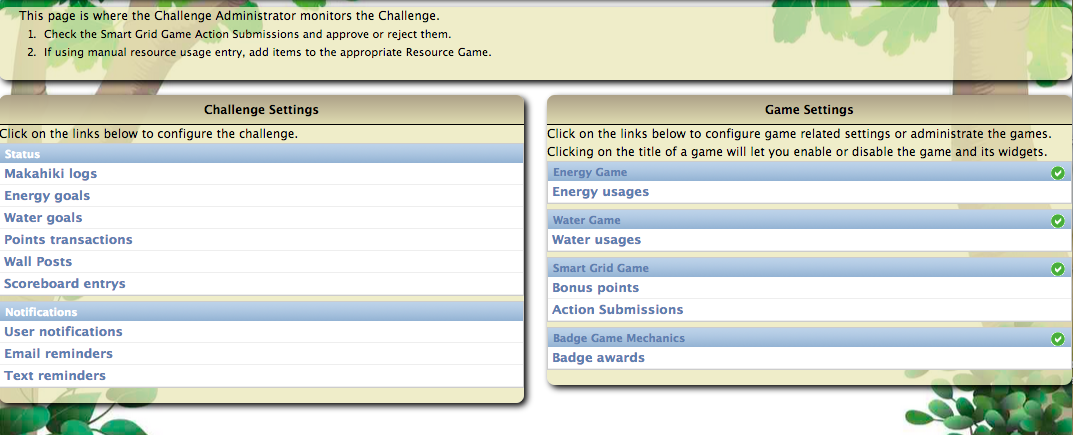 This page is where the Challenge Administrator monitors the Challenge.
1. Check the Smart Grid Game Action Submissions and approve or reject them.
2. If using manual resource usage entry, add items to the appropriate Resource Game.
Challenge Settings
Click on the links below to configure the challenge.
Status
Makahiki logs
Energy goals
Water goals
Points transactions
Wall Posts
Scoreboard entrys
Notifications
User notifications
Email reminders
Text reminders
Game Settings
Click on the links below to configure game related settings or administrate the games.
Clicking on the title of a game will let you enable or disable the game and its widgets.
Energy Game
Energy usages
Water Game
Water usages
Smart Grid Game
Bonus points
Action Submissions
Badge Game Mechanics
Badge awards